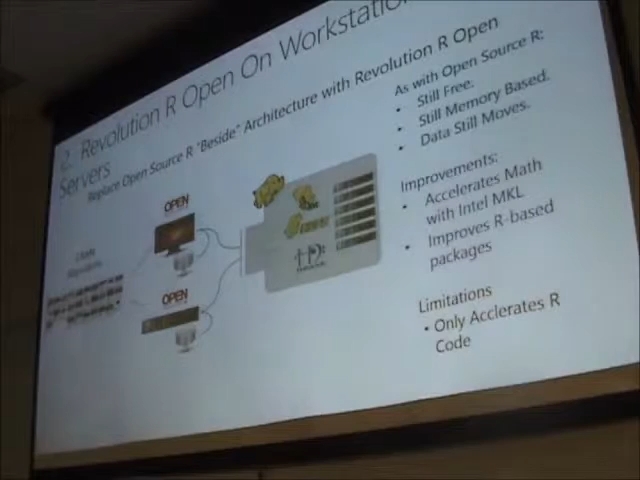 2. Revolution R Open On Workstation
Servers
Replace Open Source R "Beside" Architecture with Revolution R Open
As with Open Source R:
• Still Free.
• Still Memory Based.
• Data Still Moves.
Improvements:
• Accelerates Math
with Intel MKL
• Improves R-based
packages
Limitations
• Only Acclerates R
Code
OPEN
OPEN